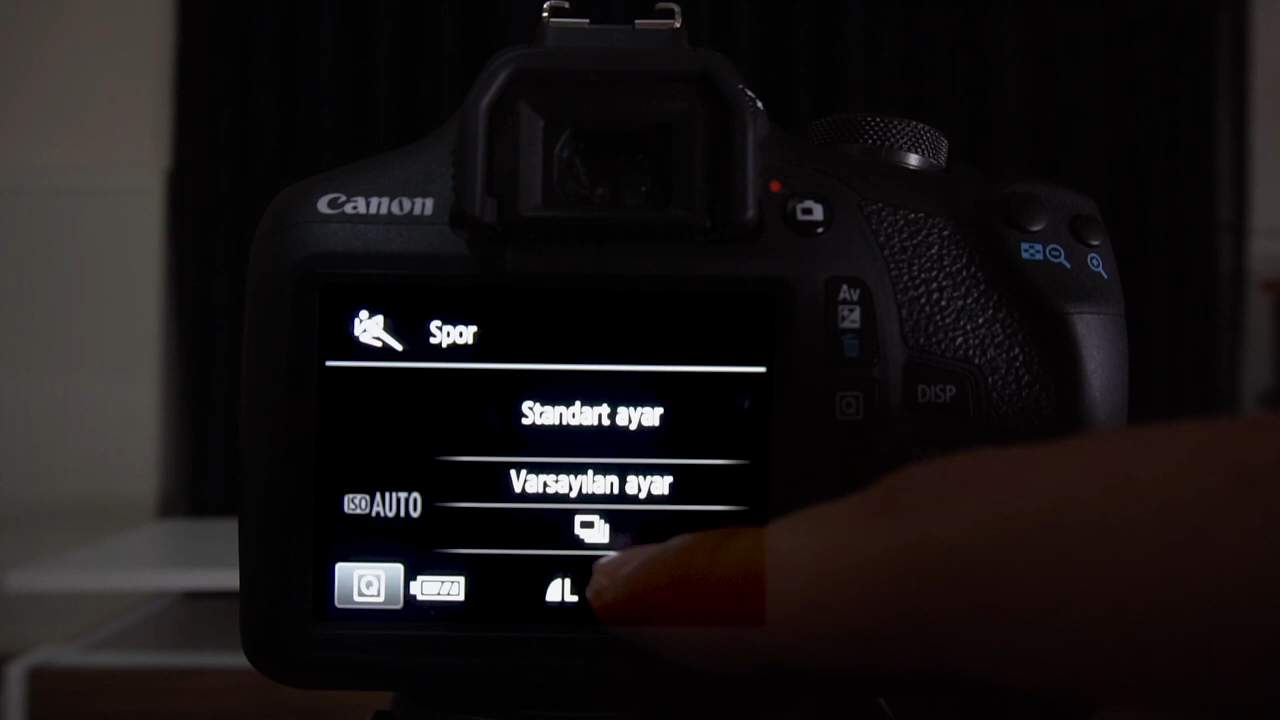 Canon
Av
Spor
DISP
Q
Standart ayar
Varsayılan ayar
ISO AUTO
Q
L